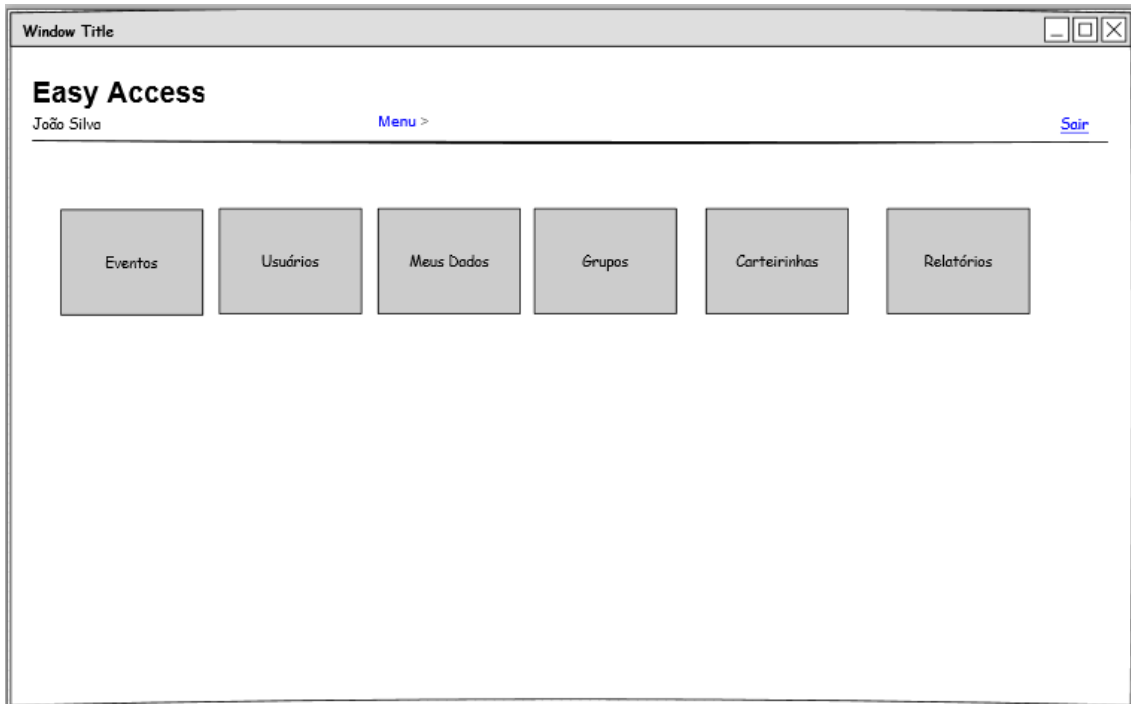 Window Title
Easy Access
João Silva
Menu >
Sair
Eventos
Usuários
Meus Dados
Grupos
Carteirinhas
Relatórios